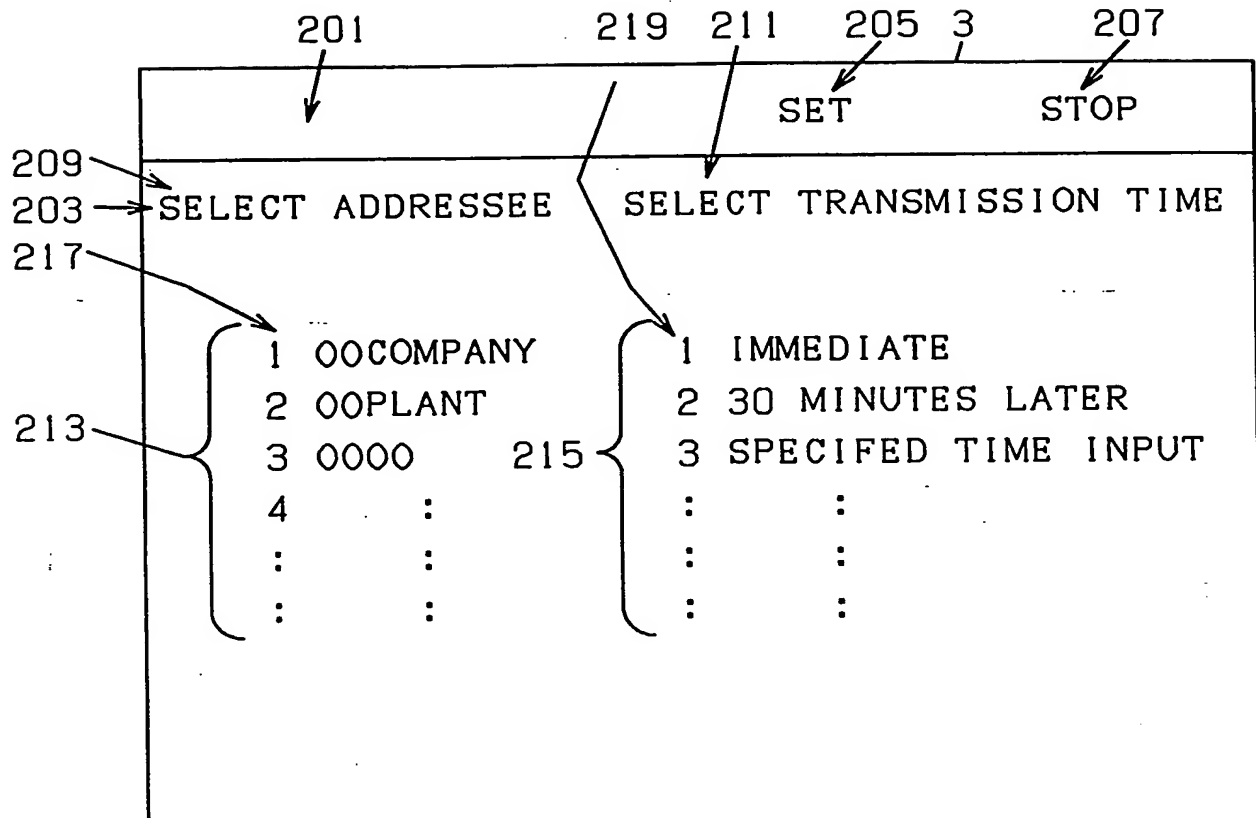 201 219 211 205 3 207
SET STOP
209
203 SELECT ADDRESSEE SELECT TRANSMISSION TIME
217
1 OOCOMPANY 1 IMMEDIATE
2 OOPLANT 2 30 MINUTES LATER
213 3 OOOO 215 3 SPECIFED TIME INPUT
4 : : :
: : : :
: : : :